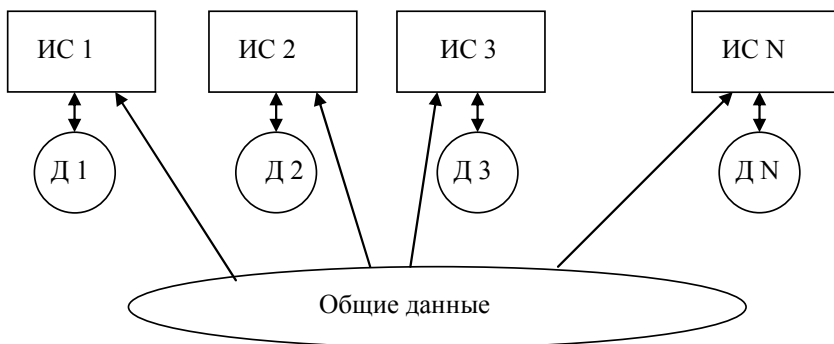 ИС 1 ИС 2 ИС 3 ИС N
Д 1 Д 2 Д 3 Д N
Общие данные